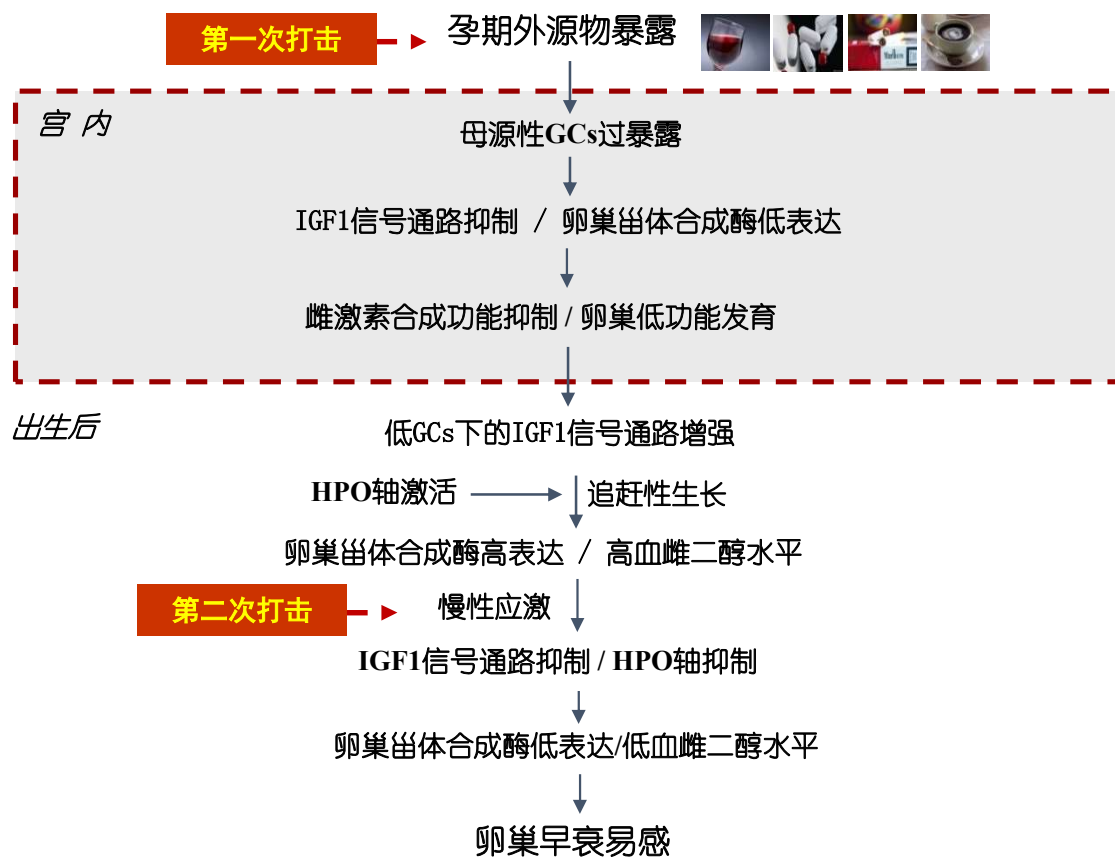 第一次打击
孕期外源物暴露
宫 内
母源性GCs过暴露
IGF1信号通路抑制 / 卵巢甾体合成酶低表达
雌激素合成功能抑制 / 卵巢低功能发育
出生后
低GCs下的IGF1信号通路增强
HPO轴激活
追赶性生长
卵巢甾体合成酶高表达 / 高血雌二醇水平
第二次打击
慢性应激
IGF1信号通路抑制 / HPO轴抑制
卵巢甾体合成酶低表达/低血雌二醇水平
卵巢早衰易感